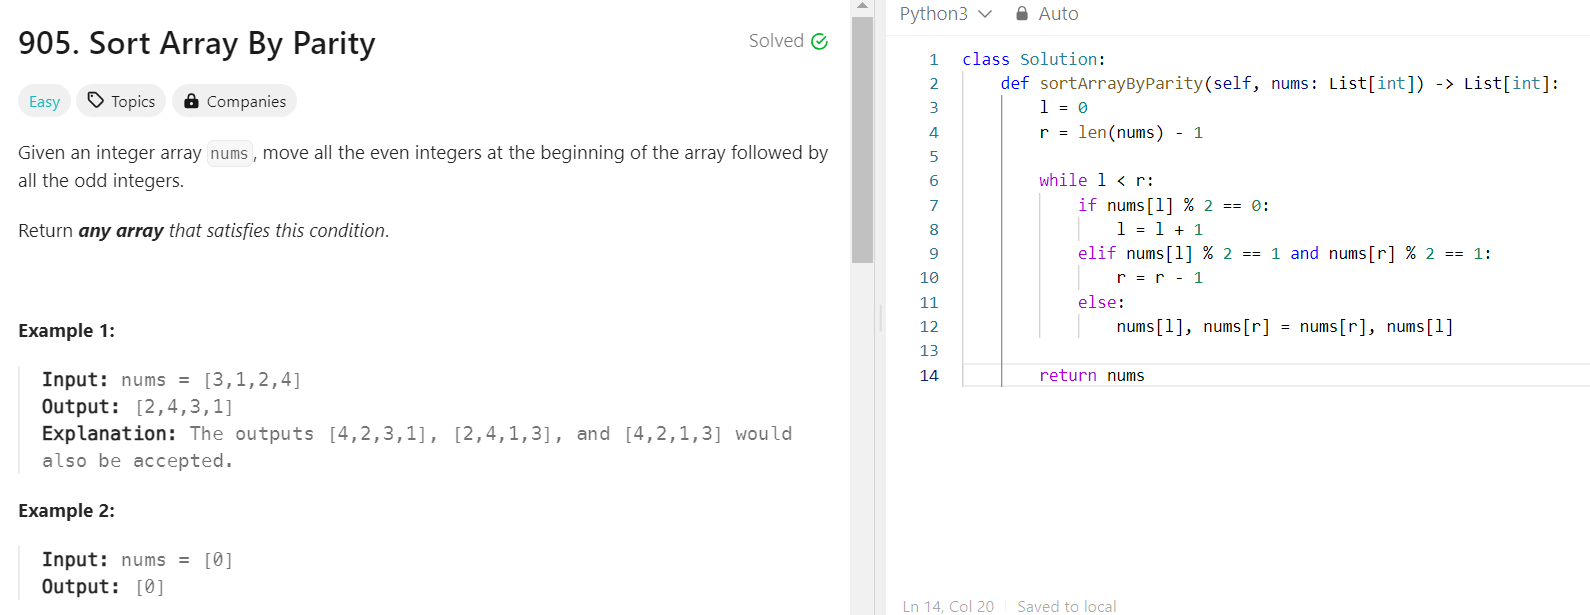 905. Sort Array By Parity
Solved
Easy
Topics
Companies
Given an integer array nums, move all the even integers at the beginning of the array followed by
all the odd integers.
Return any array that satisfies this condition.
Example 1:
Input: nums = [3,1,2,4]
Output: [2,4,3,1]
Explanation: The outputs [4,2,3,1], [2,4,1,3], and [4,2,1,3] would
also be accepted.
Example 2:
Input: nums = [0]
Output: [0]
Python3
Auto
1 class Solution:
2     def sortArrayByParity(self, nums: List[int]) -> List[int]:
3         l = 0
4         r = len(nums) - 1
5
6         while l < r:
7             if nums[l] % 2 == 0:
8                 l = l + 1
9             elif nums[l] % 2 == 1 and nums[r] % 2 == 1:
10                 r = r - 1
11             else:
12                 nums[l], nums[r] = nums[r], nums[l]
13
14         return nums
Ln 14, Col 20
Saved to local